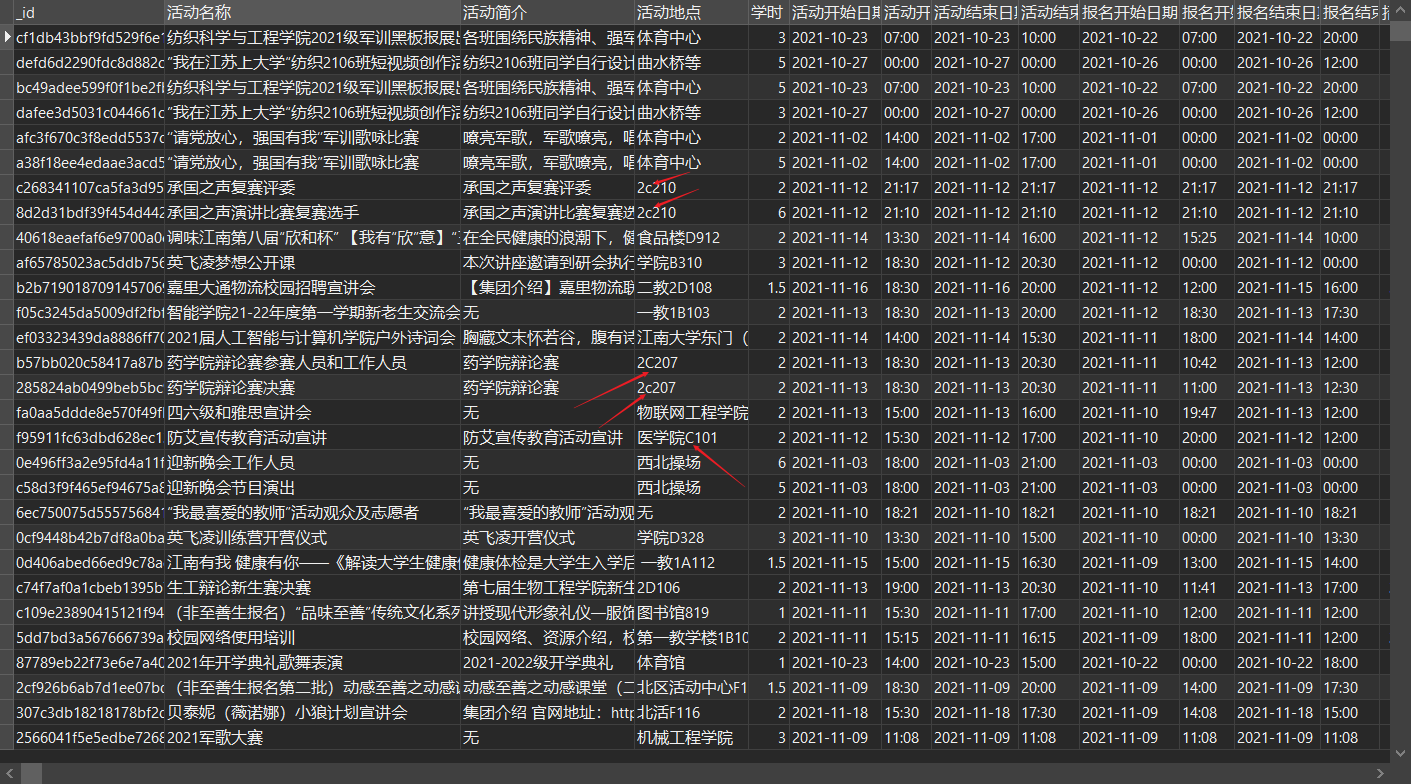 _id 活动名称 活动简介 活动地点 学时 活动开始日期 活动开 活动结束日 活动结束 报名开始日期 报名开 报名结束日 报名结
cf1db43bbf9fd529f6e 纺织科学与工程学院2021级军训黑板报展 各班围绕民族精神、强军 体育中心 3 2021-10-23 07:00 2021-10-23 10:00 2021-10-22 07:00 2021-10-22 20:00
defd6d2290fdc8d882c "我在江苏上大学"纺织2106班短视频创作活 纺织2106班同学自行设计 曲水桥等 5 2021-10-27 00:00 2021-10-27 00:00 2021-10-26 00:00 2021-10-26 12:00
bc49adee599f0f1be2f 纺织科学与工程学院2021级军训黑板报展 各班围绕民族精神、强军 体育中心 5 2021-10-23 07:00 2021-10-23 10:00 2021-10-22 07:00 2021-10-22 20:00
dafee3d5031c044661c "我在江苏上大学"纺织2106班短视频创作活 纺织2106班同学自行设计 曲水桥等 3 2021-10-27 00:00 2021-10-27 00:00 2021-10-26 00:00 2021-10-26 12:00
afc3f670c3f8edd5537c "请党放心，强国有我"军训歌咏比赛 嘹亮军歌，军歌嘹亮，唱 体育中心 2 2021-11-02 14:00 2021-11-02 17:00 2021-11-01 00:00 2021-11-02 00:00
a38f18ee4edaae3acd5 "请党放心，强国有我"军训歌咏比赛 嘹亮军歌，军歌嘹亮，唱 体育中心 5 2021-11-02 14:00 2021-11-02 17:00 2021-11-01 00:00 2021-11-02 00:00
c268341107ca5fa3d95 承国之声复赛评委 承国之声复赛评委 2c210 2 2021-11-12 21:17 2021-11-12 21:17 2021-11-12 21:17 2021-11-12 21:17
8d2d31bdf39f454d442 承国之声演讲比赛复赛选手 承国之声演讲比赛复赛选 2c210 6 2021-11-12 21:10 2021-11-12 21:10 2021-11-12 21:10 2021-11-12 21:10
40618eaefaf6e9700a0 调味江南第八届"欣和杯" 【我有"欣"意】" 在全民健康的浪潮下，健 食品楼D912 2 2021-11-14 13:30 2021-11-14 16:00 2021-11-12 15:25 2021-11-14 10:00
af65785023ac5ddb756 英飞凌梦想公开课 本次讲座邀请到研会执行 学院B310 3 2021-11-12 18:30 2021-11-12 20:30 2021-11-12 00:00 2021-11-12 00:00
b2b719018709145706 嘉里大通物流校园招聘宣讲会 【集团介绍】嘉里物流联 二教2D108 1.5 2021-11-16 18:30 2021-11-16 20:00 2021-11-12 12:00 2021-11-15 16:00
f05c3245da5009df2fb 智能学院21-22年度第一学期新老生交流会 无 一教1B103 2 2021-11-13 18:30 2021-11-13 20:00 2021-11-12 18:30 2021-11-13 17:30
ef03323439da8886ff7 2021届人工智能与计算机学院户外诗词会 胸藏文末怀若谷，腹有诗 江南大学东门（ 2 2021-11-14 14:00 2021-11-14 15:30 2021-11-11 18:00 2021-11-14 14:00
b57bb020c58417a87b 药学院辩论赛参赛人员和工作人员 药学院辩论赛 2C207 2 2021-11-13 18:30 2021-11-13 20:30 2021-11-11 10:42 2021-11-13 12:00
285824ab0499beb5bc 药学院辩论赛决赛 药学院辩论赛 2c207 2 2021-11-13 18:30 2021-11-13 20:30 2021-11-11 11:00 2021-11-13 12:30
fa0aa5ddde8e570f49f 四六级和雅思宣讲会 无 物联网工程学院 2 2021-11-13 15:00 2021-11-13 16:00 2021-11-10 19:47 2021-11-13 12:00
f95911fc63dbd628ec1 防艾宣传教育活动宣讲 防艾宣传教育活动宣讲 医学院C101 2 2021-11-12 15:30 2021-11-12 17:00 2021-11-10 20:00 2021-11-12 12:00
0e496ff3a2e95fd4a11f 迎新晚会工作人员 无 西北操场 6 2021-11-03 18:00 2021-11-03 21:00 2021-11-03 00:00 2021-11-03 00:00
c58d3f9f465ef94675a8 迎新晚会节目演出 无 西北操场 5 2021-11-03 18:00 2021-11-03 21:00 2021-11-03 00:00 2021-11-03 00:00
6ec750075d555756841 "我最喜爱的教师"活动观众及志愿者 "我最喜爱的教师"活动观 无 2 2021-11-10 18:21 2021-11-10 18:21 2021-11-10 18:21 2021-11-10 18:21
0cf9448b42b7df8a0ba 英飞凌训练营开营仪式 英飞凌开营仪式 学院D328 3 2021-11-10 13:30 2021-11-10 15:00 2021-11-10 00:00 2021-11-10 13:30
0d406abed66ed9c78a 江南有我 健康有你——《解读大学生健康 健康体检是大学生入学后 一教1A112 1.5 2021-11-15 15:00 2021-11-15 16:30 2021-11-09 13:00 2021-11-15 14:00
c74f7af0a1cbeb1395b 生工辩论新生赛决赛 第七届生物工程学院新生 2D106 2 2021-11-13 19:00 2021-11-13 20:30 2021-11-10 11:41 2021-11-13 17:00
c109e23890415121f94 （非至善生报名）"品味至善"传统文化系列 讲授现代形象礼仪—服饰 图书馆819 1 2021-11-11 15:30 2021-11-11 17:00 2021-11-10 12:00 2021-11-11 12:00
5dd7bd3a567666739a 校园网络使用培训 校园网络、资源介绍，校 第一教学楼1B10 2 2021-11-11 15:15 2021-11-11 16:15 2021-11-09 18:00 2021-11-11 12:00
87789eb22f73e6e7a40 2021年开学典礼歌舞表演 2021-2022级开学典礼 体育馆 1 2021-10-23 14:00 2021-10-23 15:00 2021-10-22 00:00 2021-10-22 18:00
2cf926b6ab7d1ee07bc （非至善生报名第二批）动感至善之动感课 动感至善之动感课堂（二 北区活动中心F1 1.5 2021-11-09 18:30 2021-11-09 20:00 2021-11-09 14:00 2021-11-09 17:30
307c3db18218178bf2c 贝泰妮（薇诺娜）小狼计划宣讲会 集团介绍 官网地址：http 北活F116 2 2021-11-18 15:30 2021-11-18 17:30 2021-11-09 14:08 2021-11-18 15:00
2566041f5e5edbe7268 2021军歌大赛 无 机械工程学院 3 2021-11-09 11:08 2021-11-09 11:08 2021-11-09 11:08 2021-11-09 11:08